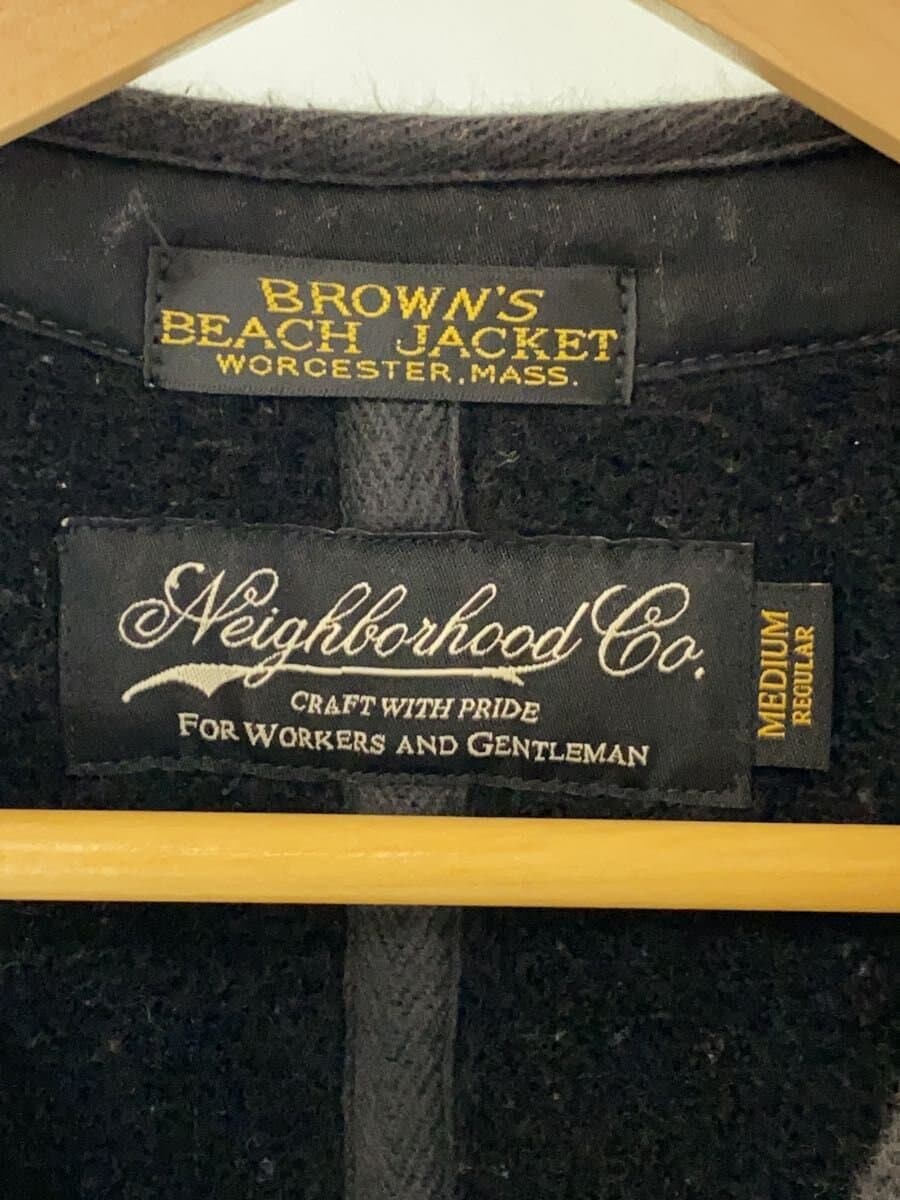 BROWN'S
BEACH JACKET
WORCESTER, MASS.
Neighborhood Co.
CRAFT WITH PRIDE
FOR WORKERS AND GENTLEMAN
MEDIUM
REGULAR